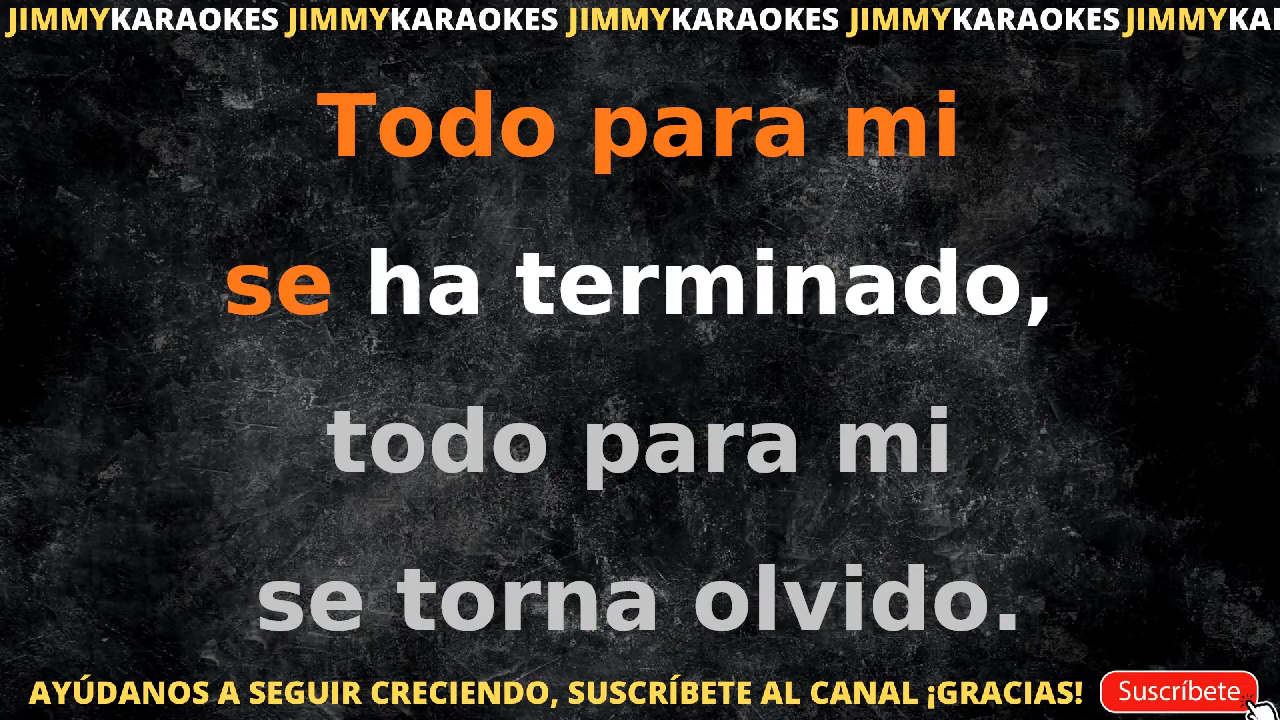 JIMMYKARAOKES JIMMYKARAOKES JIMMYKARAOKES JIMMYKARAOKES JIMMYKA
Todo para mi
se ha terminado,
todo para mi
se torna olvido.
AYÚDANOS A SEGUIR CRECIENDO, SUSCRÍBETE AL CANAL ¡GRACIAS! Suscríbete